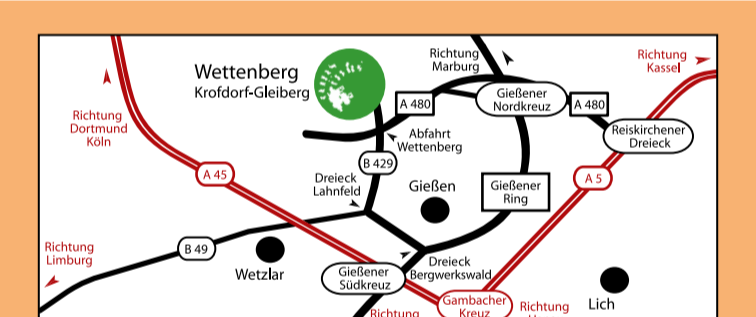 Richtung
Marburg
Richtung
Kassel
Wettenberg
Krofdorf-Gleiberg
A 480
Gießener
Nordkreuz
A 480
Richtung
Dortmund
Köln
Abfahrt
Wettenberg
Reiskirchener
Dreieck
B 429
A 45
Dreieck
Lahnfeld
Gießen
Gießener
Ring
A 5
Richtung
Limburg
B 49
Wetzlar
Gießener
Südkreuz
Dreieck
Bergwerkswald
Lich
Gambacher
Kreuz
Richtung
Richtung